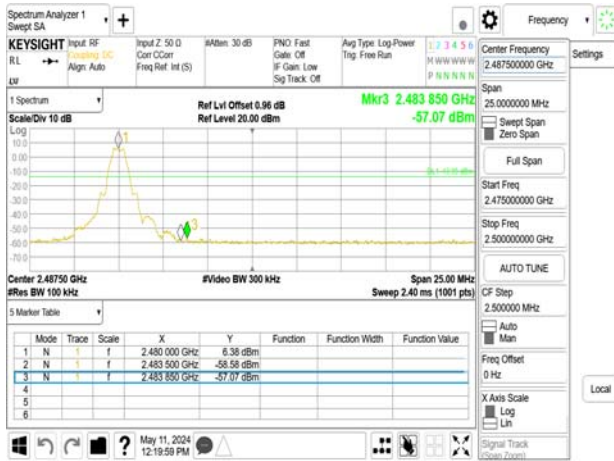 Spectrum Analyzer 1
Swept SA
+
Frequency
KEYSIGHT
RL
Input: RF
Coupling: DC
Align: Auto
Input Z: 50 Ω
Corr CCorr
Freq Ref: Int (S)
#Atten: 30 dB
PNO: Fast
Gate: Off
IF Gain: Low
Sig Track: Off
Avg Type: Log-Power
Trig: Free Run
1 2 3 4 5 6
M W W W W W
P N N N N N
1 Spectrum
Scale/Div 10 dB
Ref Lvl Offset 0.96 dB
Ref Level 20.00 dBm
Mkr3 2.483 850 GHz
-57.07 dBm
Log
10.0
0.00
-10.0
-20.0
-30.0
-40.0
-50.0
-60.0
-70.0
1
3
Center 2.48750 GHz
#Res BW 100 kHz
#Video BW 300 kHz
Span 25.00 MHz
Sweep 2.40 ms (1001 pts)
5 Marker Table
Mode Trace Scale X Y Function Function Width Function Value
1 N 1 f 2.480 000 GHz 6.38 dBm
2 N 1 f 2.483 500 GHz -58.58 dBm
3 N 1 f 2.483 850 GHz -57.07 dBm
4
5
6
May 11, 2024
12:19:59 PM
?
Center Frequency
2.487500000 GHz
Settings
Span
25.0000000 MHz
Swept Span
Zero Span
Full Span
Start Freq
2.475000000 GHz
Stop Freq
2.500000000 GHz
AUTO TUNE
CF Step
2.500000 MHz
Auto
Man
Freq Offset
0 Hz
Local
X Axis Scale
Log
Lin
Signal Track
(Span Zoom)